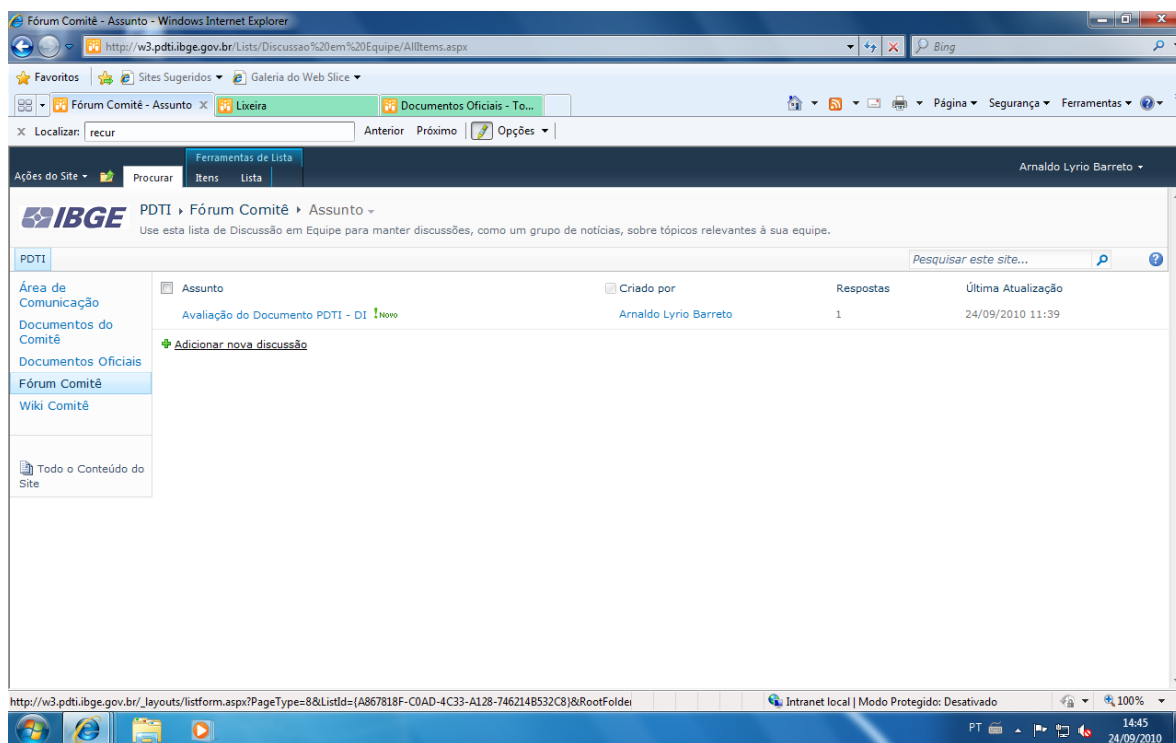 Fórum Comitê - Assunto - Windows Internet Explorer
http://w3.pdti.ibge.gov.br/Lists/Discussao%20em%20Equipe/AllItems.aspx
Bing
Favoritos Sites Sugeridos Galeria do Web Slice
Fórum Comitê - Assunto X Lixeira Documentos Oficiais - To... Página Segurança Ferramentas
X Localizar: recur Anterior Próximo Opções
Ferramentas de Lista
Ações do Site Procurar Itens Lista Arnaldo Lyrio Barreto
IBGE PDTI Fórum Comitê Assunto
Use esta lista de Discussão em Equipe para manter discussões, como um grupo de notícias, sobre tópicos relevantes à sua equipe.
PDTI Pesquisar este site...
Área de
Comunicação
Documentos do
Comitê
Documentos Oficiais
Fórum Comitê
Wiki Comitê
Todo o Conteúdo do
Site
Assunto Criado por Respostas Última Atualização
Avaliação do Documento PDTI - DI ! Novo Arnaldo Lyrio Barreto 1 24/09/2010 11:39
Adicionar nova discussão
http://w3.pdti.ibge.gov.br/_layouts/listform.aspx?PageType=8&ListId={A867818F-C0AD-4C33-A128-746214B532C8}&RootFolder Intranet local | Modo Protegido: Desativado 100%
PT 14:45
24/09/2010